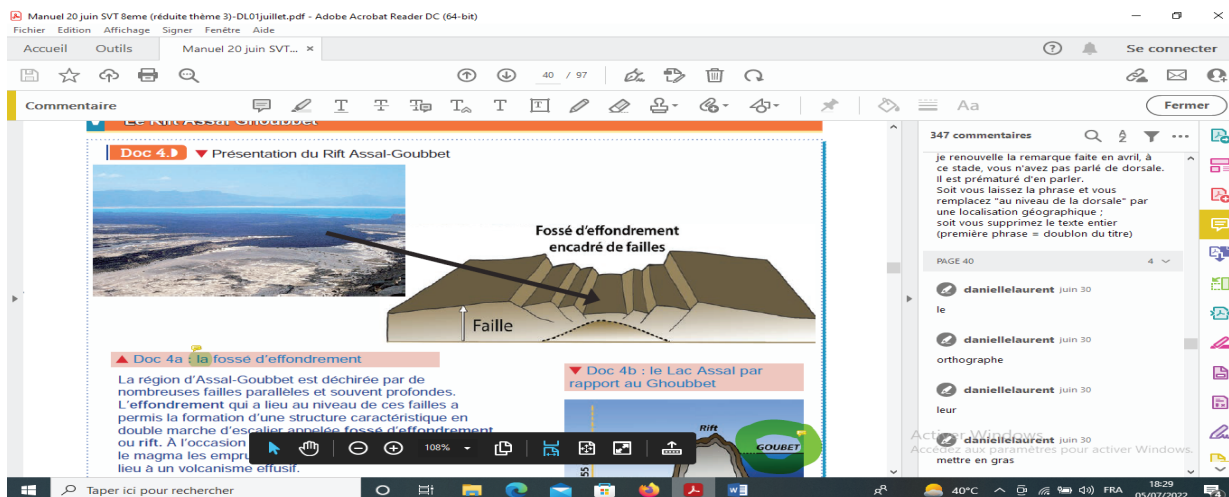 Manuel 20 juin SVT 8eme (réduite thème 3)-DL01juillet.pdf - Adobe Acrobat Reader DC (64-bit)
Fichier Edition Affichage Signer Fenêtre Aide
Accueil Outils Manuel 20 juin SVT... × Se connecter
40 / 97
Commentaire Aa Fermer
Le Rift Assal Ghoubbet
Doc 4. ▼ Présentation du Rift Assal-Goubbet
Fossé d'effondrement
encadré de failles
Faille
▲ Doc 4a : la fossé d'effondrement
La région d'Assal-Goubbet est déchirée par de
nombreuses failles parallèles et souvent profondes.
L'effondrement qui a lieu au niveau de ces failles a
permis la formation d'une structure caractéristique en
double marche d'escalier appelée fossé d'effondrement
ou rift. À l'occasion
le magma les empru
lieu à un volcanisme effusif.
▼ Doc 4b : le Lac Assal par
rapport au Ghoubbet
Rift
GOUBET
55
108%
347 commentaires
je renouvelle la remarque faite en avril, à
ce stade, vous n'avez pas parlé de dorsale.
Il est prématuré d'en parler.
Soit vous laissez la phrase et vous
remplacez "au niveau de la dorsale" par
une localisation géographique ;
soit vous supprimez le texte entier
(première phrase = doublon du titre)
PAGE 40 4
daniellelaurent juin 30
le
daniellelaurent juin 30
orthographe
daniellelaurent juin 30
leur
daniellelaurent juin 30
mettre en gras
Activer Windows
Accédez aux paramètres pour activer Windows.
Taper ici pour rechercher
40°C FRA 18:29
05/07/2022